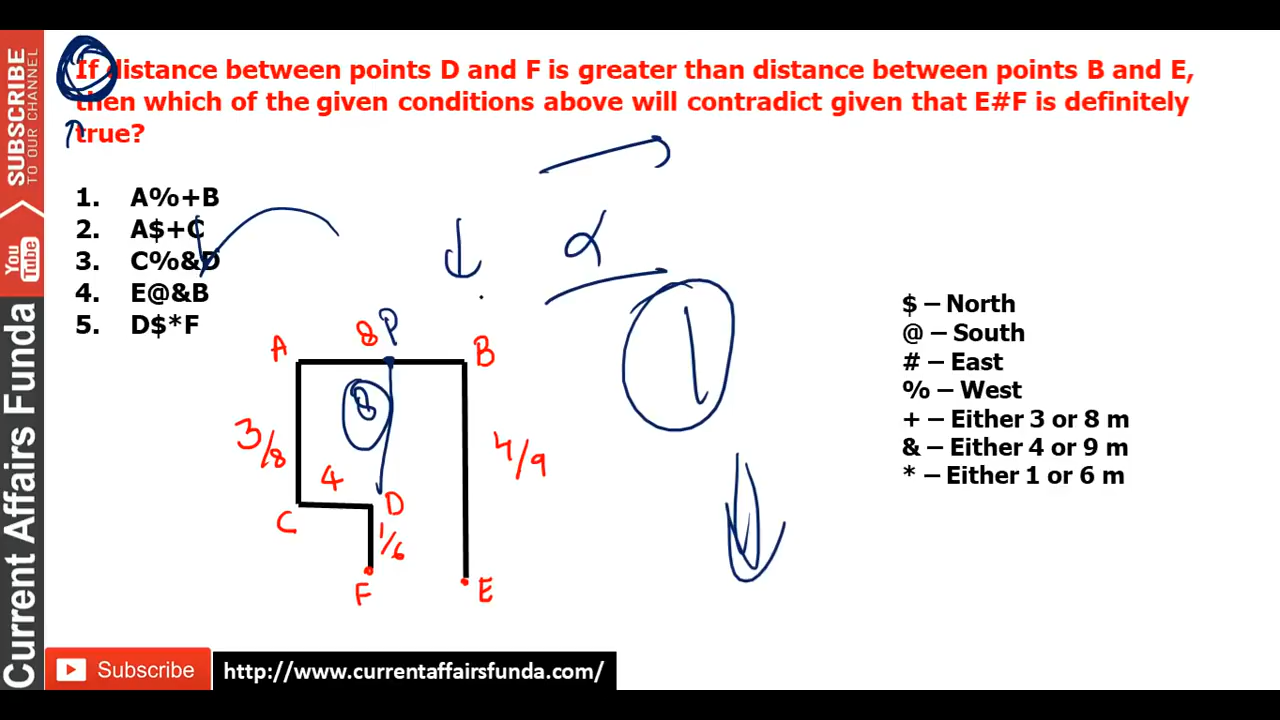 If distance between points D and F is greater than distance between points B and E,
then which of the given conditions above will contradict given that E#F is definitely
true?
1. A%+B
2. A$+C
3. C%&D
4. E@&B
5. D$*F
$ – North
@ – South
# – East
% – West
+ – Either 3 or 8 m
& – Either 4 or 9 m
* – Either 1 or 6 m
A 8 P B
8
3/8 4/9
4
C D
1/6
F E
α
1
SUBSCRIBE
TO OUR CHANNEL
You
Tube
Current Affairs Funda
Subscribe http://www.currentaffairsfunda.com/